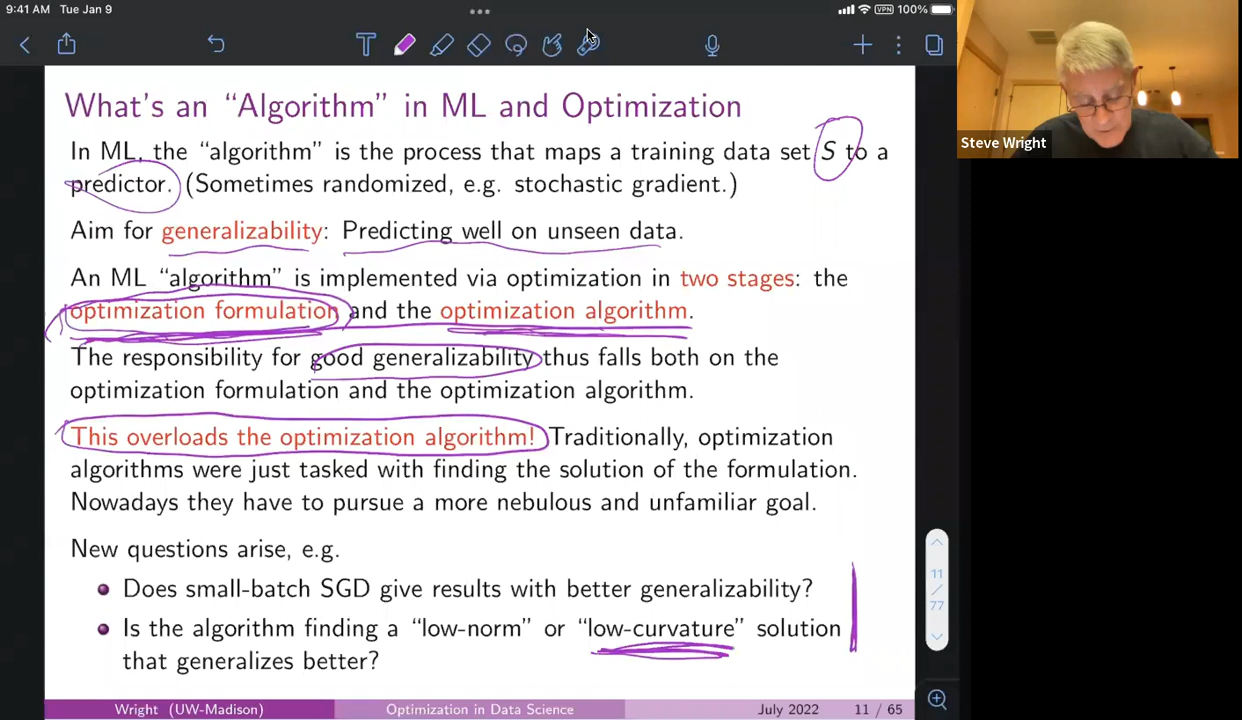 9:41 AM Tue Jan 9
VPN 100%
T
What's an "Algorithm" in ML and Optimization
In ML, the "algorithm" is the process that maps a training data set S to a
predictor. (Sometimes randomized, e.g. stochastic gradient.)
Aim for generalizability: Predicting well on unseen data.
An ML "algorithm" is implemented via optimization in two stages: the
optimization formulation and the optimization algorithm.
The responsibility for good generalizability thus falls both on the
optimization formulation and the optimization algorithm.
This overloads the optimization algorithm! Traditionally, optimization
algorithms were just tasked with finding the solution of the formulation.
Nowadays they have to pursue a more nebulous and unfamiliar goal.
New questions arise, e.g.
Does small-batch SGD give results with better generalizability?
Is the algorithm finding a "low-norm" or "low-curvature" solution
that generalizes better?
Wright (UW-Madison) Optimization in Data Science July 2022 11 / 65
11
/
77
Steve Wright